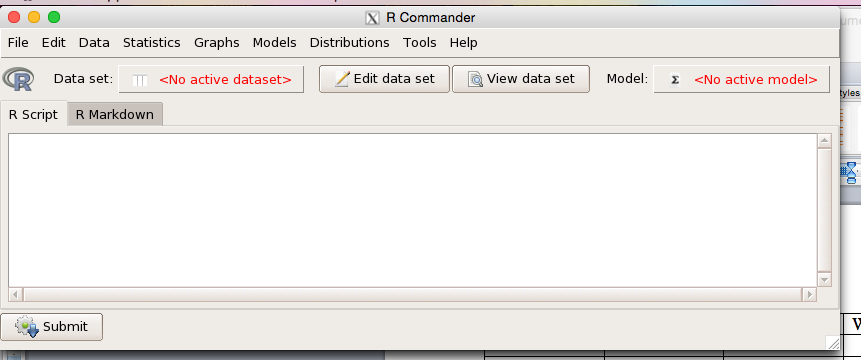 R Commander
File Edit Data Statistics Graphs Models Distributions Tools Help
R Data set: <No active dataset> Edit data set View data set Model: Σ <No active model>
R Script R Markdown
Submit
tyles
W